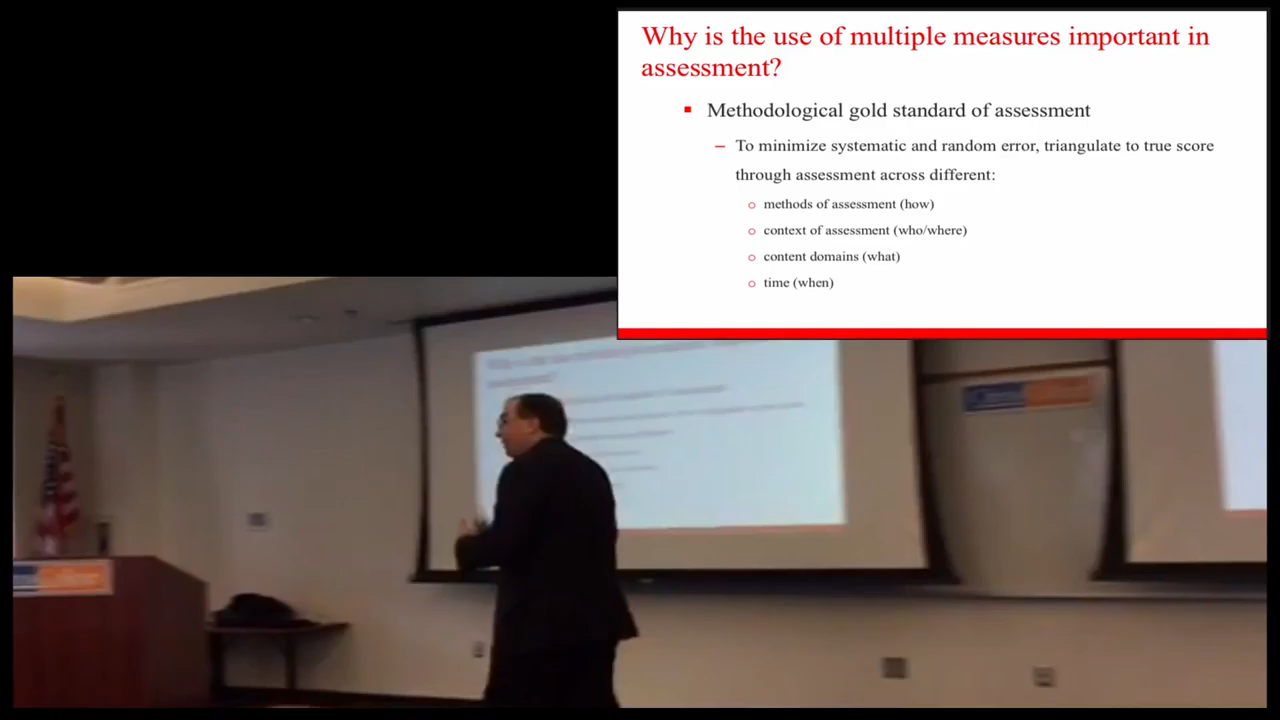 Why is the use of multiple measures important in
assessment?
▪ Methodological gold standard of assessment
– To minimize systematic and random error, triangulate to true score
through assessment across different:
o methods of assessment (how)
o context of assessment (who/where)
o content domains (what)
o time (when)